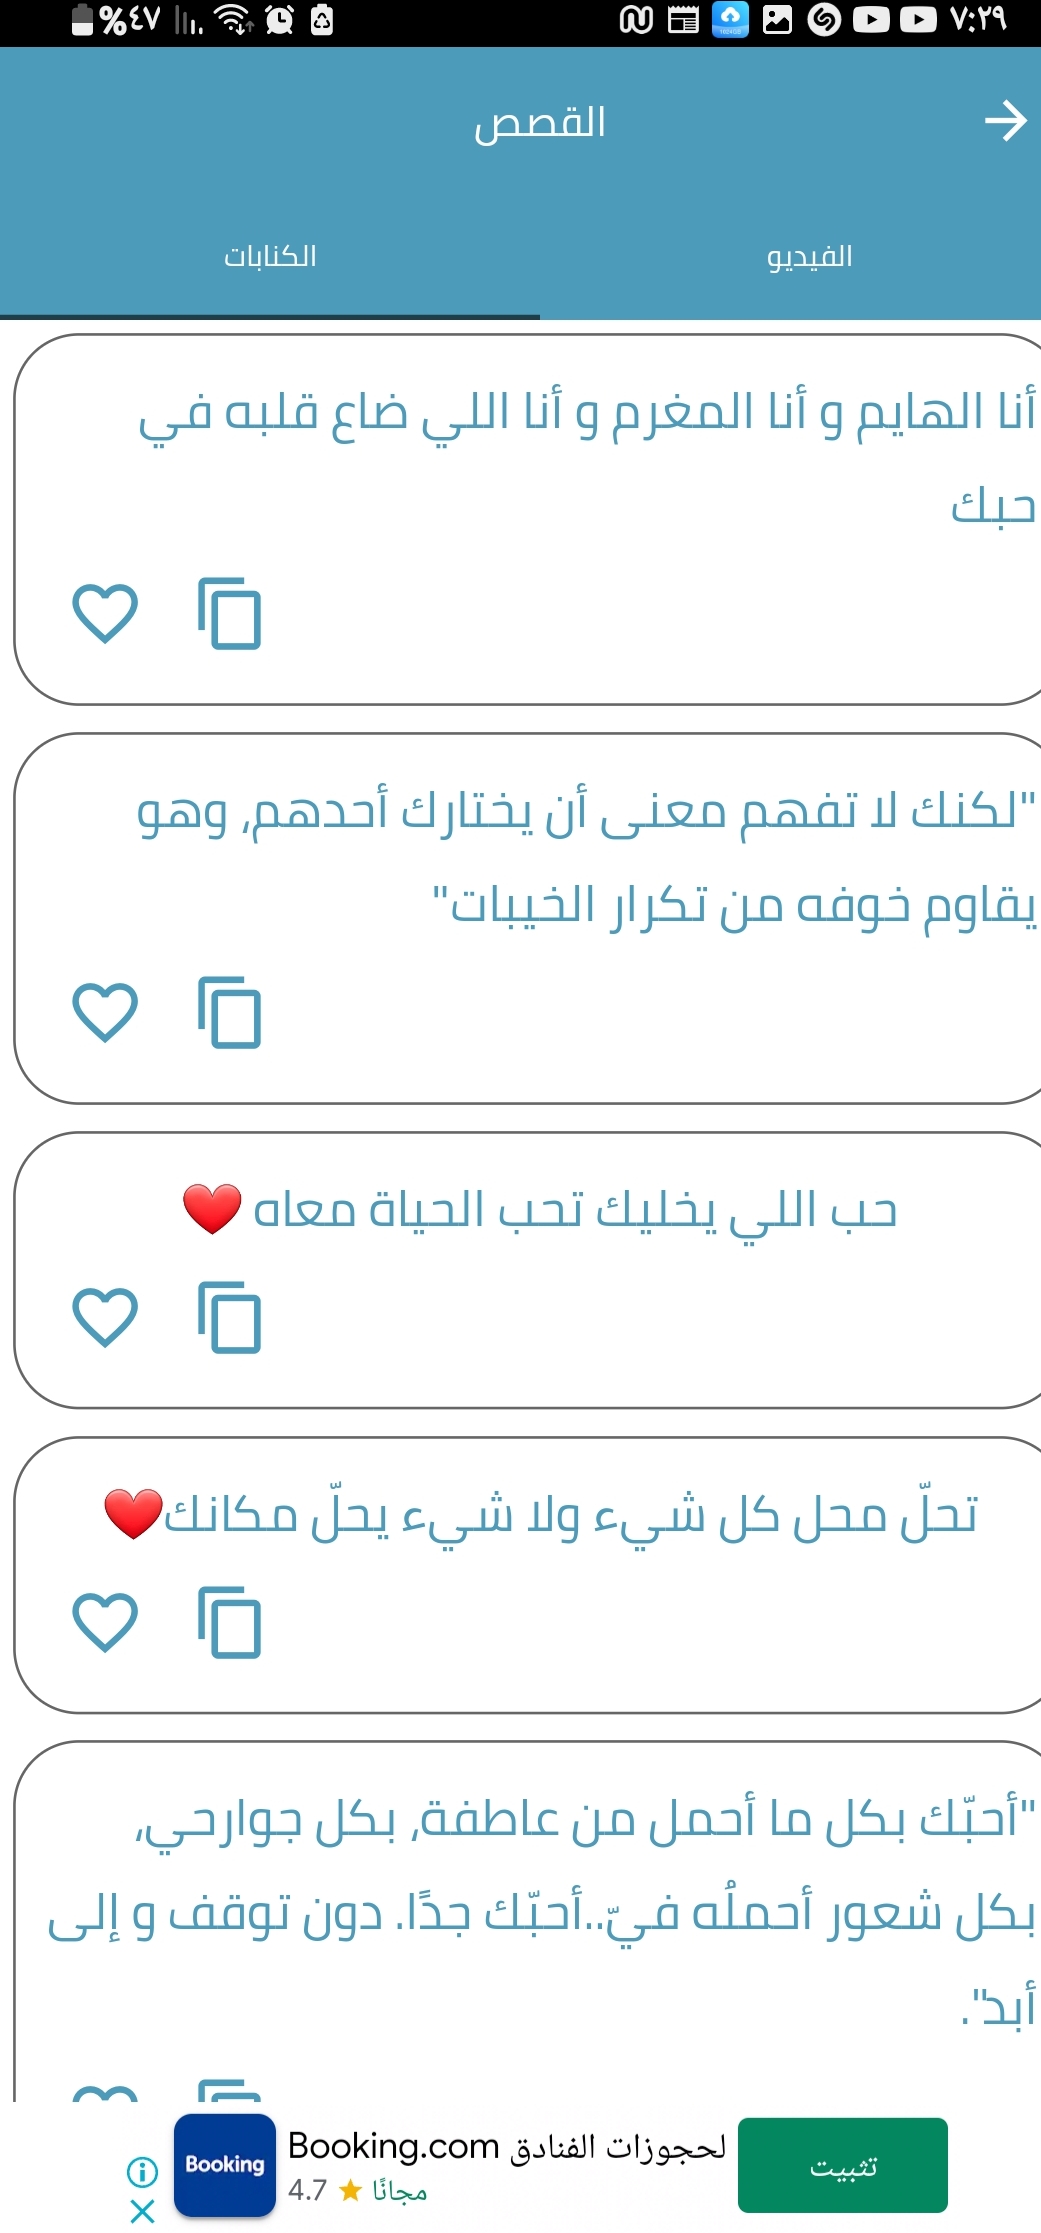 %٤٧
٧:٢٩
القصص
الفيديو
الكتابات
أنا الهايم و أنا المغرم و أنا اللي ضاع قلبه في
حبك
"لكنك لا تفهم معنى أن يختارك أحدهم، وهو
يقاوم خوفه من تكرار الخيبات"
حب اللي يخليك تحب الحياة معاه ❤️
تحلّ محل كل شيء ولا شيء يحلّ مكانك❤️
"أحبّك بكل ما أحمل من عاطفة، بكل جوارحي،
بكل شعور أحملُه فيّ..أحبّك جدًا. دون توقف و إلى
أبد".
Booking
Booking.com لحجوزات الفنادق
4.7 ★ مجانًا
تثبيت